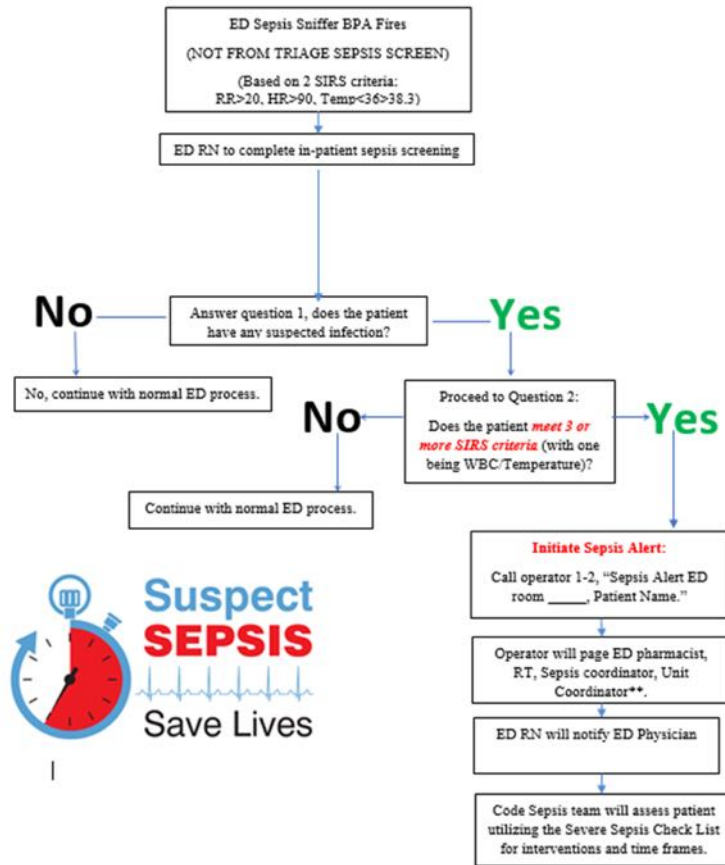 ED Sepsis Sniffer BPA Fires
(NOT FROM TRIAGE SEPSIS SCREEN)
(Based on 2 SIRS criteria:
RR>20, HR>90, Temp<36>38.3)
ED RN to complete in-patient sepsis screening
No
Answer question 1, does the patient
have any suspected infection?
Yes
No, continue with normal ED process.
No
Proceed to Question 2:
Does the patient meet 3 or
more SIRS criteria (with one
being WBC/Temperature)?
Yes
Continue with normal ED process.
Initiate Sepsis Alert:
Call operator 1-2, “Sepsis Alert ED
room _____, Patient Name.”
Operator will page ED pharmacist,
RT, Sepsis coordinator, Unit
Coordinator**.
ED RN will notify ED Physician
Code Sepsis team will assess patient
utilizing the Severe Sepsis Check List
for interventions and time frames.
Suspect
SEPSIS
Save Lives